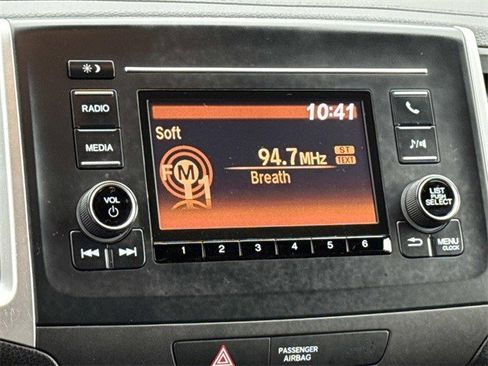 RADIO
MEDIA
VOL
10:41
Soft
94.7MHz
ST
TEXT
FM1
Breath
LIST
PUSH
SELECT
MENU
CLOCK
1 2 3 4 5 6
PASSENGER
AIRBAG